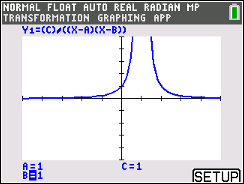 NORMAL FLOAT AUTO REAL RADIAN MP
TRANSFORMATION GRAPHING APP
Y1=(C)/((X-A)(X-B))
A=1 C=1
B=1
SETUP